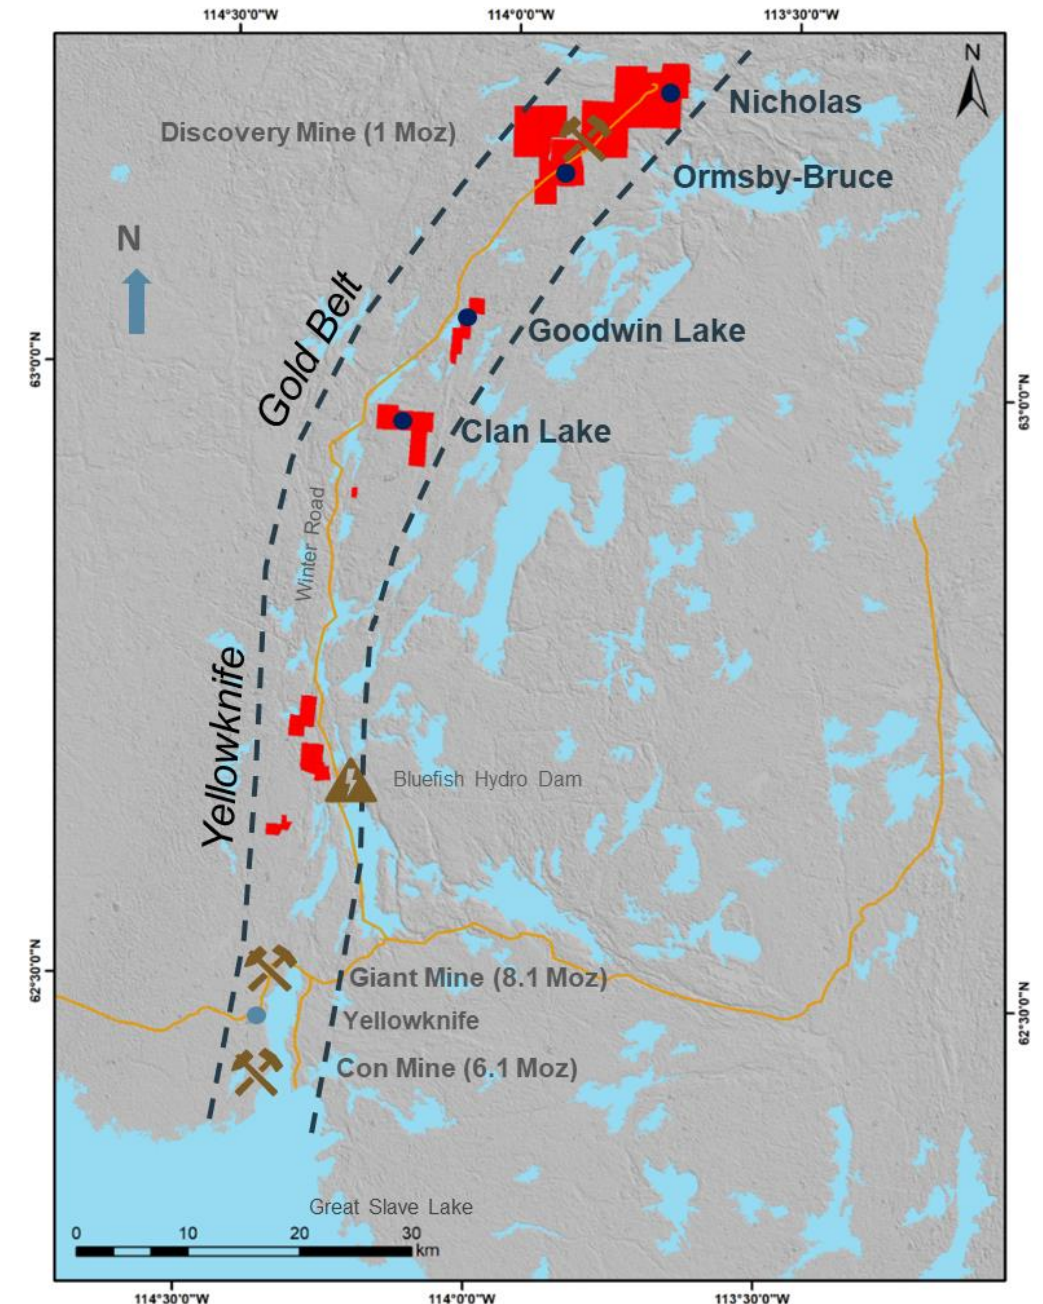 114°30'0"W 114°0'0"W 113°30'0"W
N
Nicholas
Discovery Mine (1 Moz)
Ormsby-Bruce
N
Gold Belt
Goodwin Lake
63°0'0"N
63°0'0"N
Clan Lake
Winter Road
Yellowknife
Bluefish Hydro Dam
62°30'0"N
Giant Mine (8.1 Moz)
62°30'0"N
Yellowknife
Con Mine (6.1 Moz)
Great Slave Lake
0 10 20 30
km
114°30'0"W 114°0'0"W 113°30'0"W